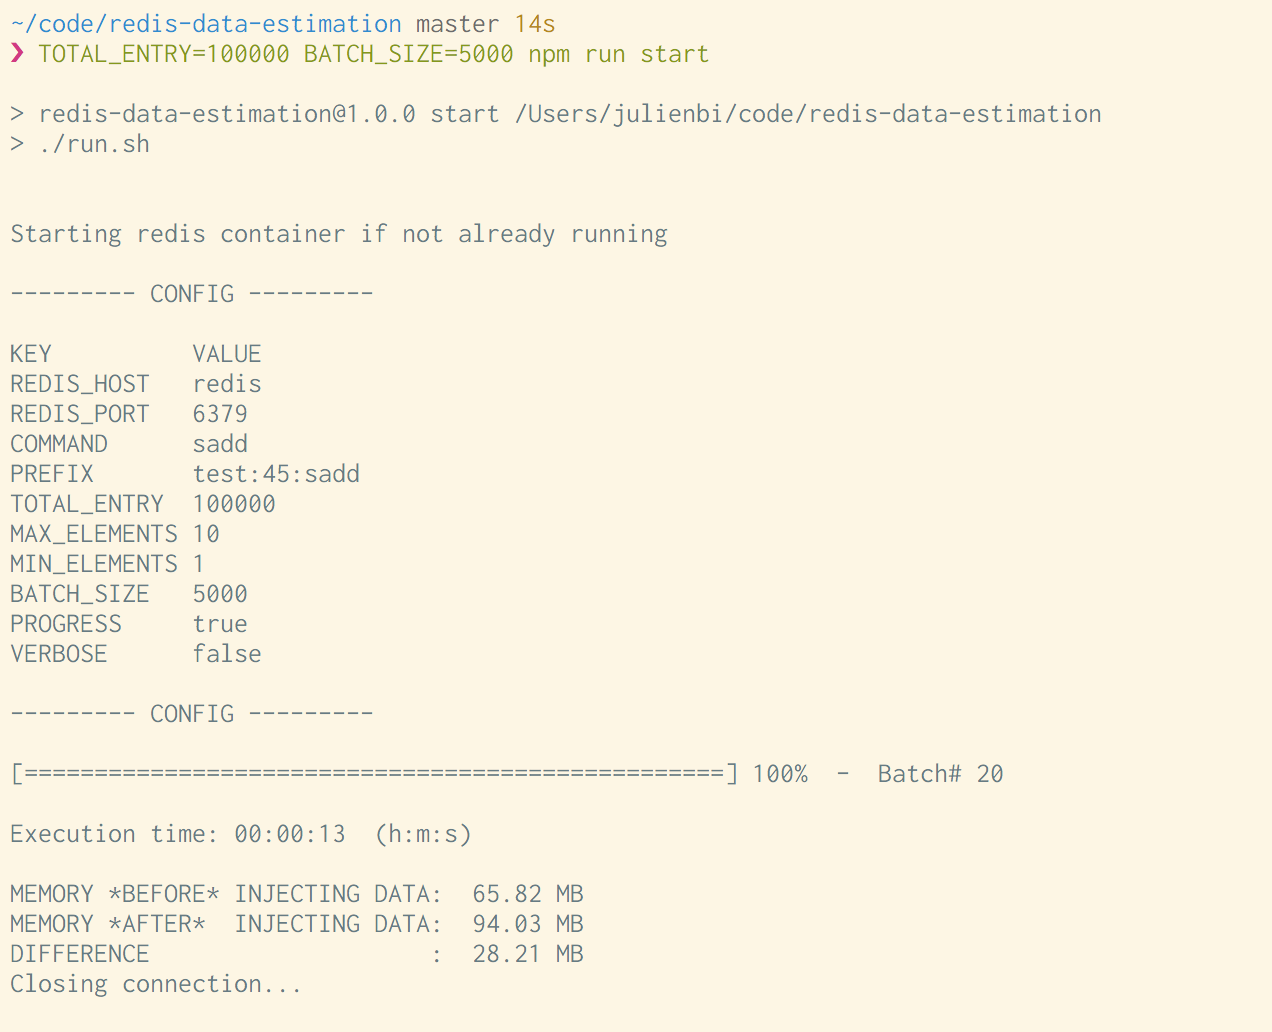 ~/code/redis-data-estimation master 14s
❯ TOTAL_ENTRY=100000 BATCH_SIZE=5000 npm run start
> redis-data-estimation@1.0.0 start /Users/julienbi/code/redis-data-estimation
> ./run.sh
Starting redis container if not already running
--------- CONFIG ---------
KEY          VALUE
REDIS_HOST   redis
REDIS_PORT   6379
COMMAND      sadd
PREFIX       test:45:sadd
TOTAL_ENTRY  100000
MAX_ELEMENTS 10
MIN_ELEMENTS 1
BATCH_SIZE   5000
PROGRESS     true
VERBOSE      false
--------- CONFIG ---------
[==================================================] 100%  -  Batch# 20
Execution time: 00:00:13  (h:m:s)
MEMORY *BEFORE* INJECTING DATA:  65.82 MB
MEMORY *AFTER*  INJECTING DATA:  94.03 MB
DIFFERENCE                    :  28.21 MB
Closing connection...